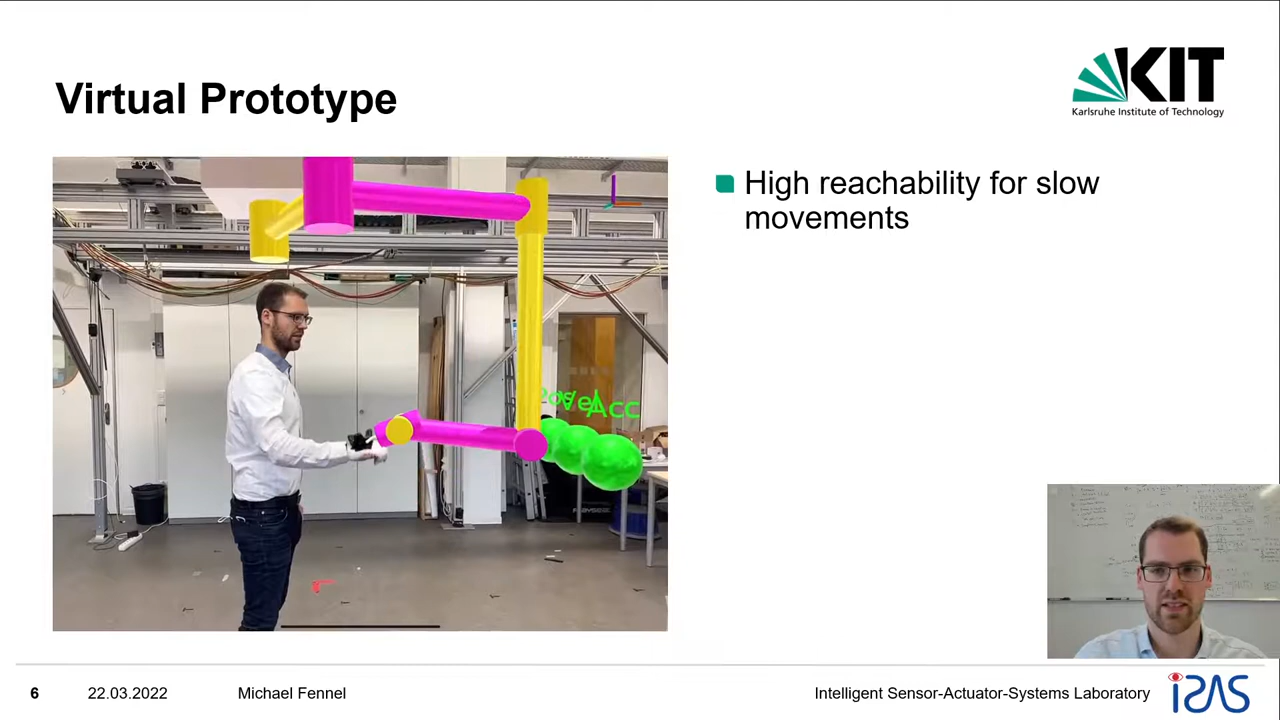 Virtual Prototype
KIT
Karlsruhe Institute of Technology
High reachability for slow
movements
6
22.03.2022
Michael Fennel
Intelligent Sensor-Actuator-Systems Laboratory
ISAS